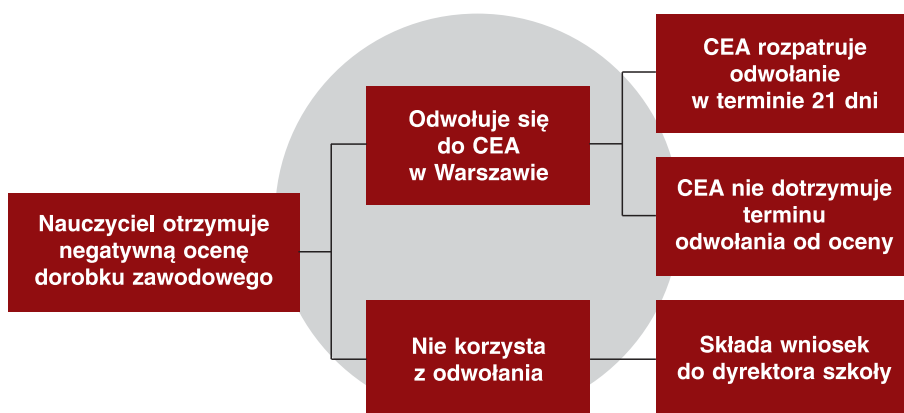 Nauczyciel otrzymuje
negatywną ocenę
dorobku zawodowego
Odwołuje się
do CEA
w Warszawie
CEA rozpatruje
odwołanie
w terminie 21 dni
CEA nie dotrzymuje
terminu
odwołania od oceny
Nie korzysta
z odwołania
Składa wniosek
do dyrektora szkoły